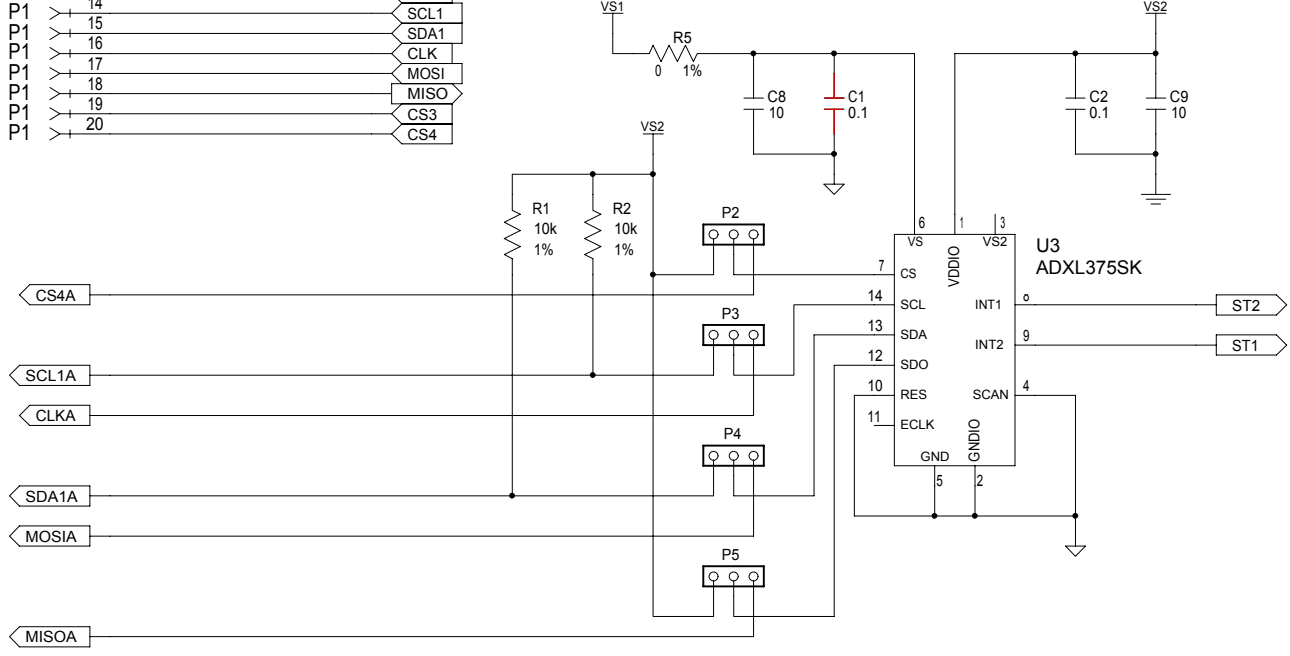 P1 14 SCL1
P1 15 SDA1
P1 16 CLK
P1 17 MOSI
P1 18 MISO
P1 19 CS3
P1 20 CS4
VS1
R5
0 1%
C8
10
C1
0.1
VS2
C2
0.1
C9
10
VS2
R1
10k
1%
R2
10k
1%
P2
P3
P4
P5
CS4A
SCL1A
CLKA
SDA1A
MOSIA
MISOA
U3
ADXL375SK
6 1 3
VS VDDIO VS2
7 CS
14 SCL
13 SDA
12 SDO
10 RES
11 ECLK
INT1 ST2
INT2 9 ST1
SCAN 4
GND GNDIO
5 2